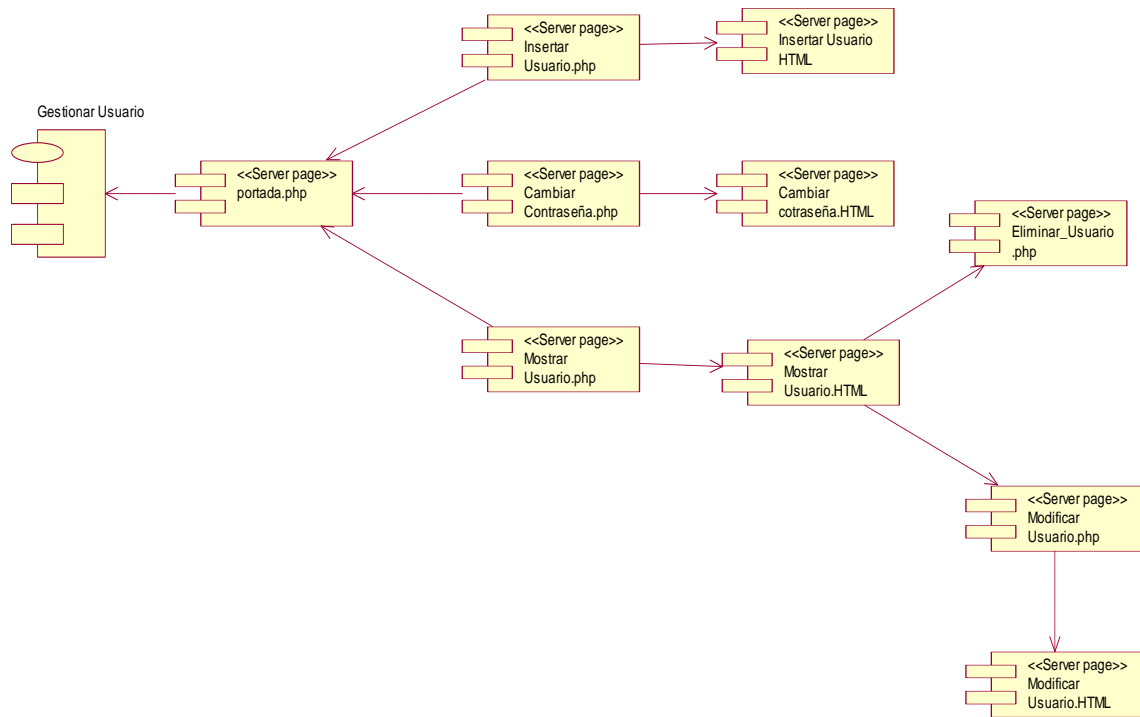 <<Server page>>
Insertar
Usuario.php
<<Server page>>
Insertar Usuario
HTML
Gestionar Usuario
<<Server page>>
portada.php
<<Server page>>
Cambiar
Contraseña.php
<<Server page>>
Cambiar
cotraseña.HTML
<<Server page>>
Eliminar_Usuario
.php
<<Server page>>
Mostrar
Usuario.php
<<Server page>>
Mostrar
Usuario.HTML
<<Server page>>
Modificar
Usuario.php
<<Server page>>
Modificar
Usuario.HTML